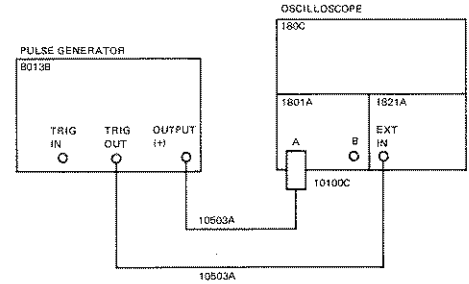 OSCILLOSCOPE
180C
PULSE GENERATOR
8013B
1801A
1821A
TRIG IN
TRIG OUT
OUTPUT (+)
A
B
EXT IN
10100C
10503A
10503A